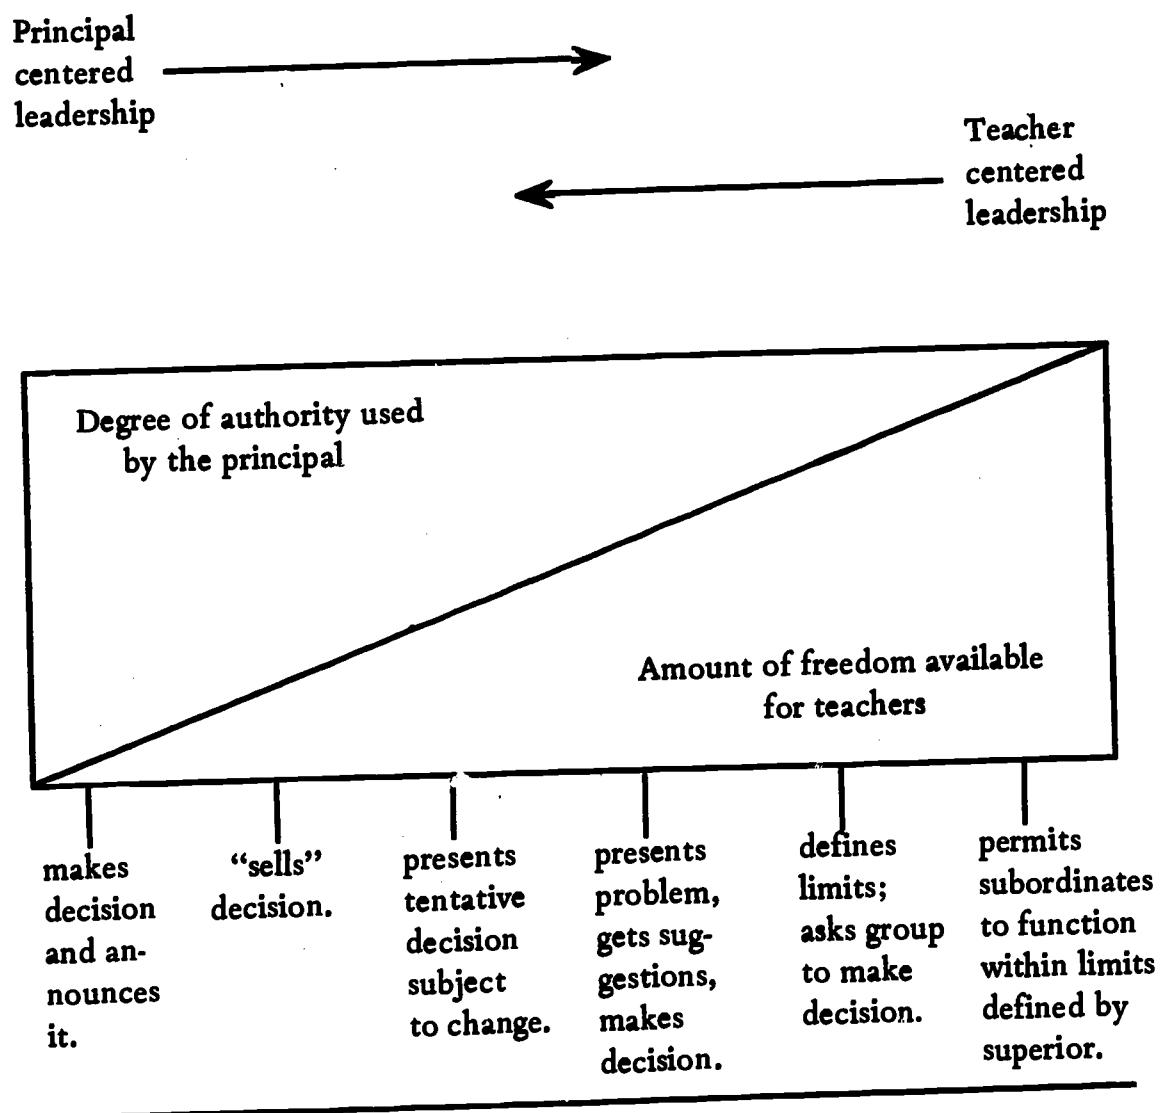 Principal
centered
leadership
Teacher
centered
leadership
Degree of authority used
by the principal
Amount of freedom available
for teachers
makes
decision
and an-
nounces
it.
“sells”
decision.
presents
tentative
decision
subject
to change.
presents
problem,
gets sug-
gestions,
makes
decision.
defines
limits;
asks group
to make
decision.
permits
subordinates
to function
within limits
defined by
superior.